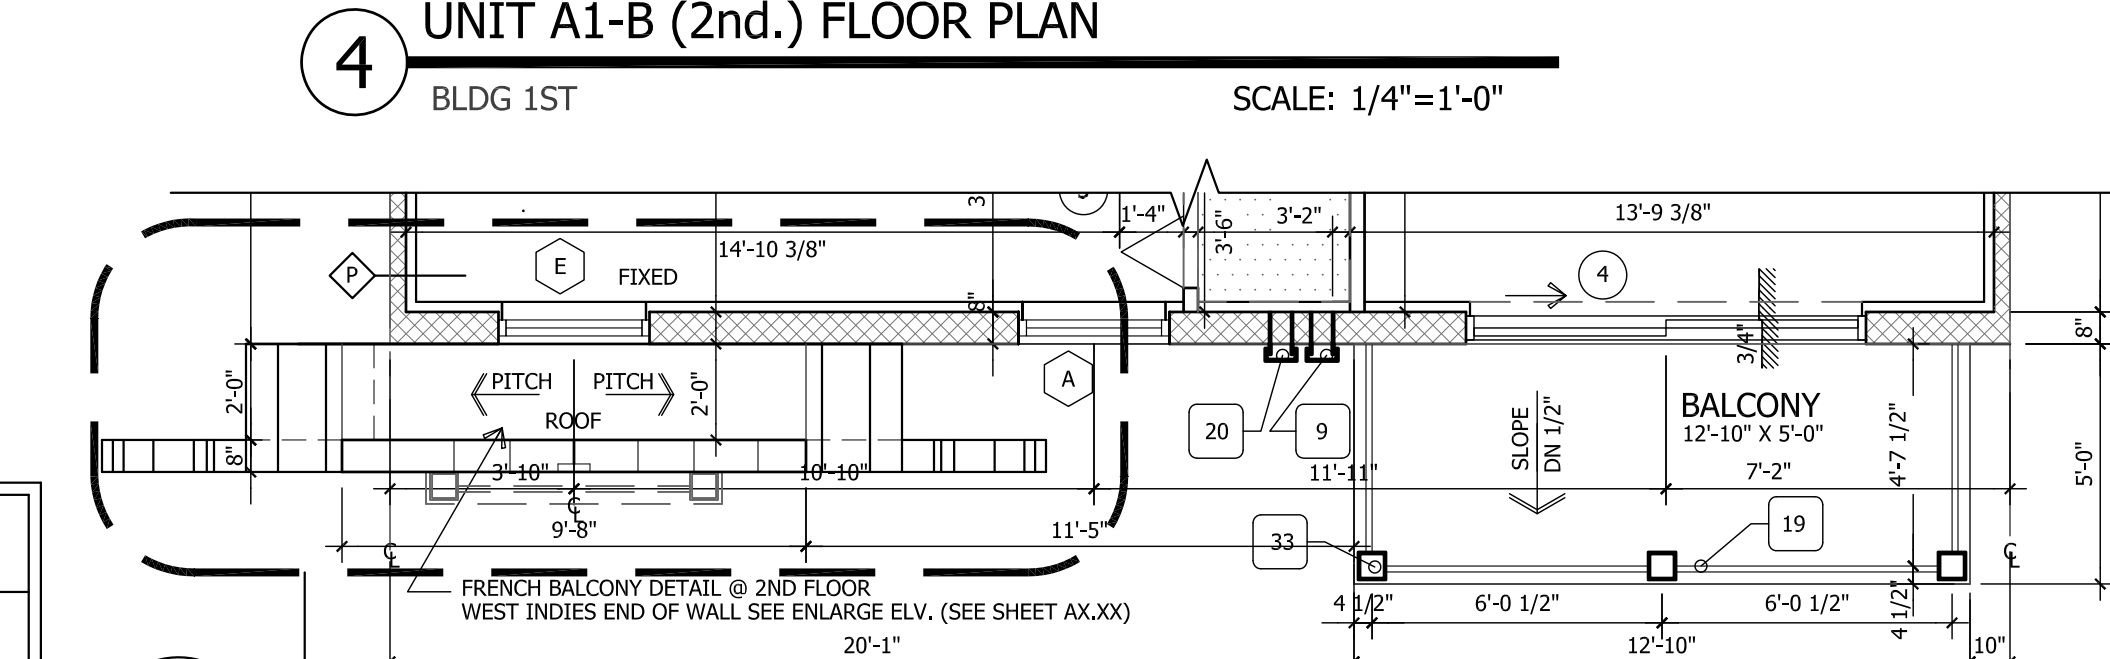 UNIT A1-B (2nd.) FLOOR PLAN
4
BLDG 1ST
SCALE: 1/4"=1'-0"
3
1'-4"
3'-6"
3'-2"
13'-9 3/8"
14'-10 3/8"
P
E
FIXED
4
8"
8"
3/4"
2'-0"
PITCH
PITCH
2'-0"
A
ROOF
20
9
SLOPE
DN 1/2"
BALCONY
12'-10" X 5'-0"
4'-7 1/2"
5'-0"
8"
3'-10"
10'-10"
11'-11"
7'-2"
CL
9'-8"
11'-5"
33
19
CL
CL
FRENCH BALCONY DETAIL @ 2ND FLOOR
WEST INDIES END OF WALL SEE ENLARGE ELV. (SEE SHEET AX.XX)
4 1/2"
6'-0 1/2"
6'-0 1/2"
4 1/2"
20'-1"
12'-10"
10"